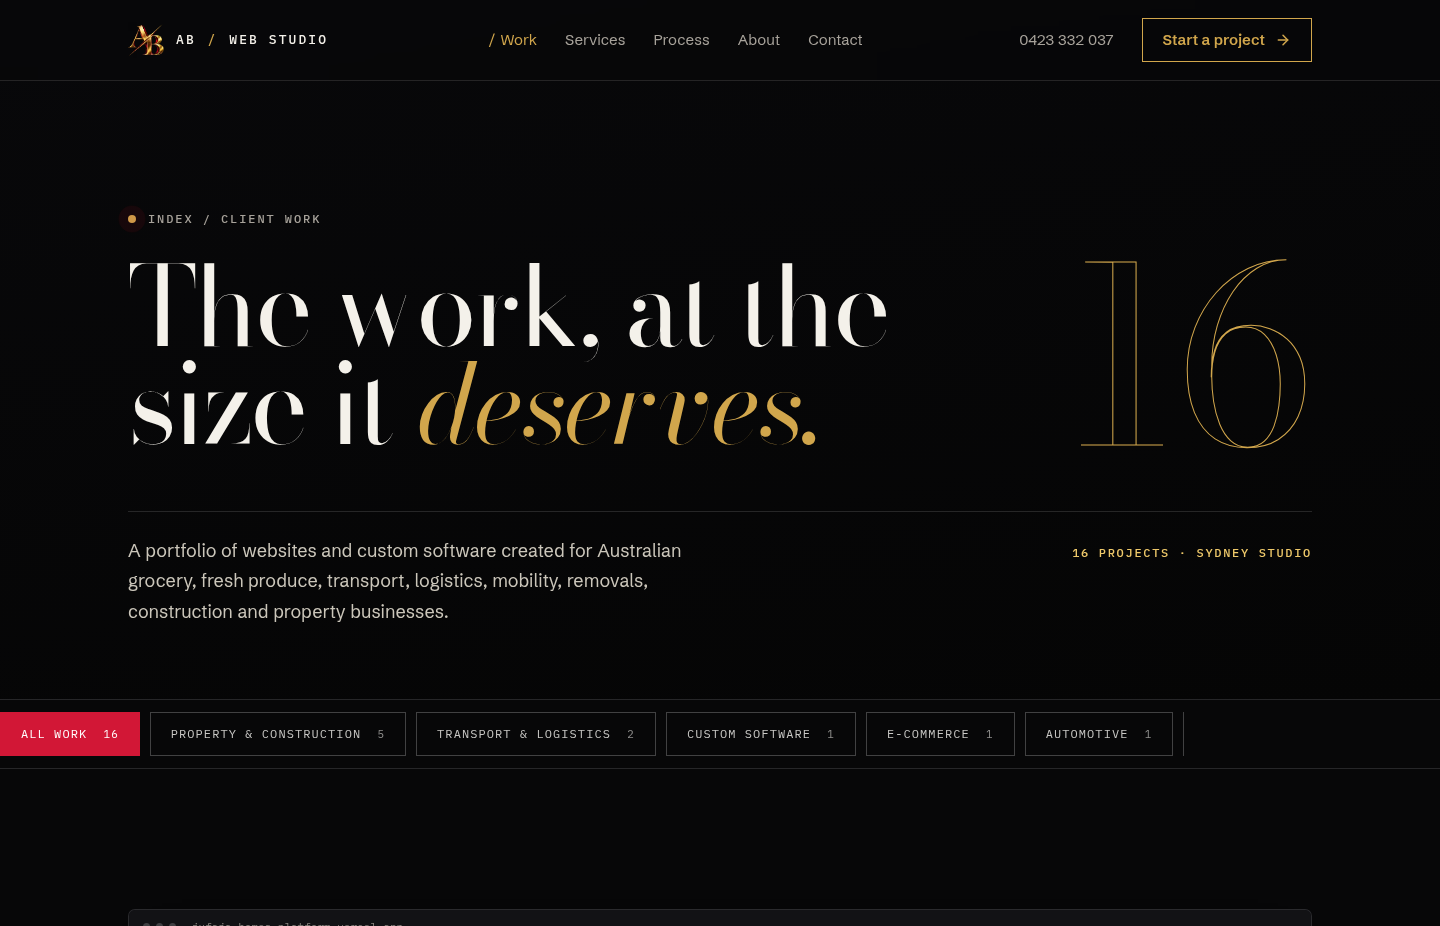 AB
AB / WEB STUDIO
/ Work
Services
Process
About
Contact
0423 332 037
Start a project →
INDEX / CLIENT WORK
The work, at the
size it deserves.
16
A portfolio of websites and custom software created for Australian
grocery, fresh produce, transport, logistics, mobility, removals,
construction and property businesses.
16 PROJECTS · SYDNEY STUDIO
ALL WORK 16
PROPERTY & CONSTRUCTION 5
TRANSPORT & LOGISTICS 2
CUSTOM SOFTWARE 1
E-COMMERCE 1
AUTOMOTIVE 1